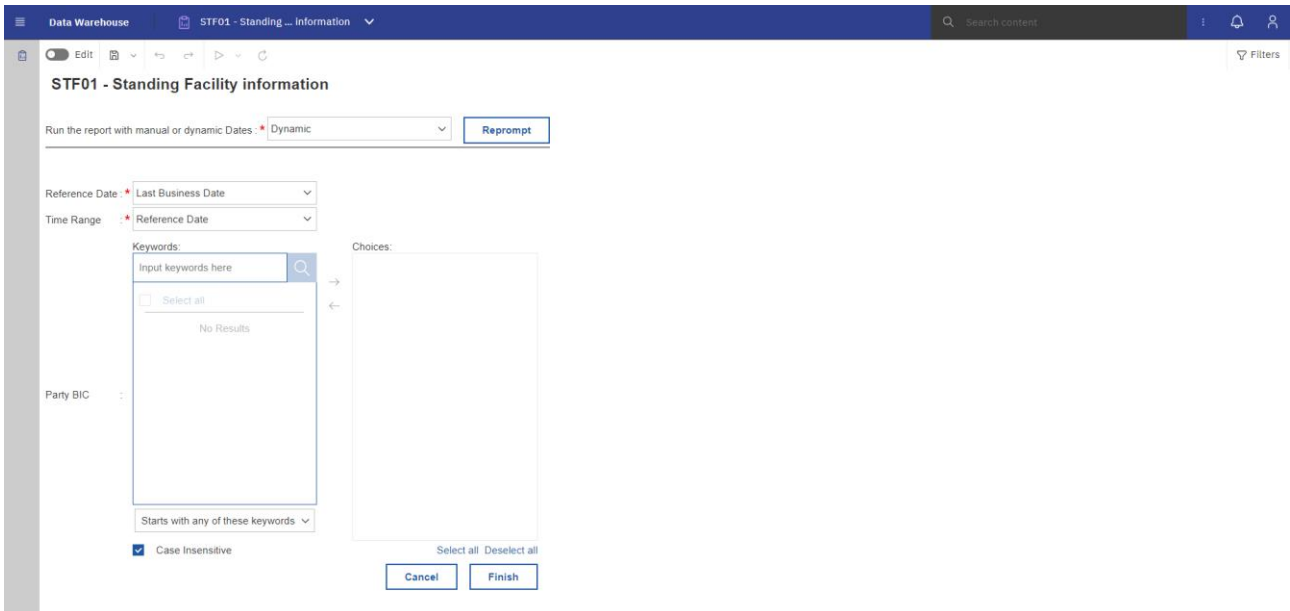 Data Warehouse
STF01 - Standing ... information
Search content
Edit
Filters
STF01 - Standing Facility information
Run the report with manual or dynamic Dates : * Dynamic
Reprompt
Reference Date : * Last Business Date
Time Range : * Reference Date
Keywords:
Choices:
Input keywords here
Select all
No Results
Party BIC :
Starts with any of these keywords
Case Insensitive
Select all Deselect all
Cancel
Finish